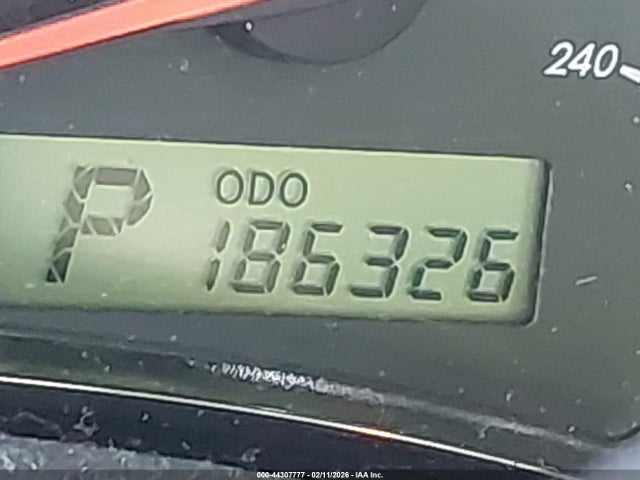 240
ODO
P 186326
000-44307777 - 02/11/2026 - IAA Inc.